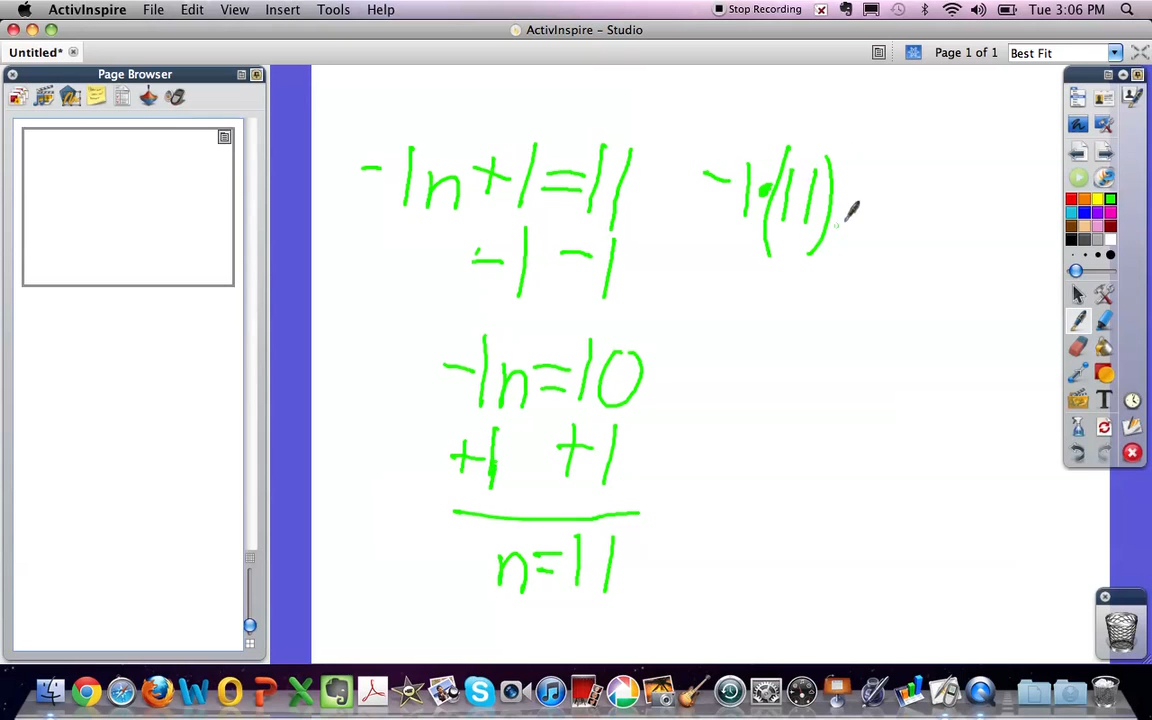 ActivInspire File Edit View Insert Tools Help Stop Recording Tue 3:06 PM
ActivInspire - Studio
Untitled* Page 1 of 1 Best Fit
Page Browser
-1n+1=11 -1•(11)
-1 -1
-1n=10
+1 +1
n=11